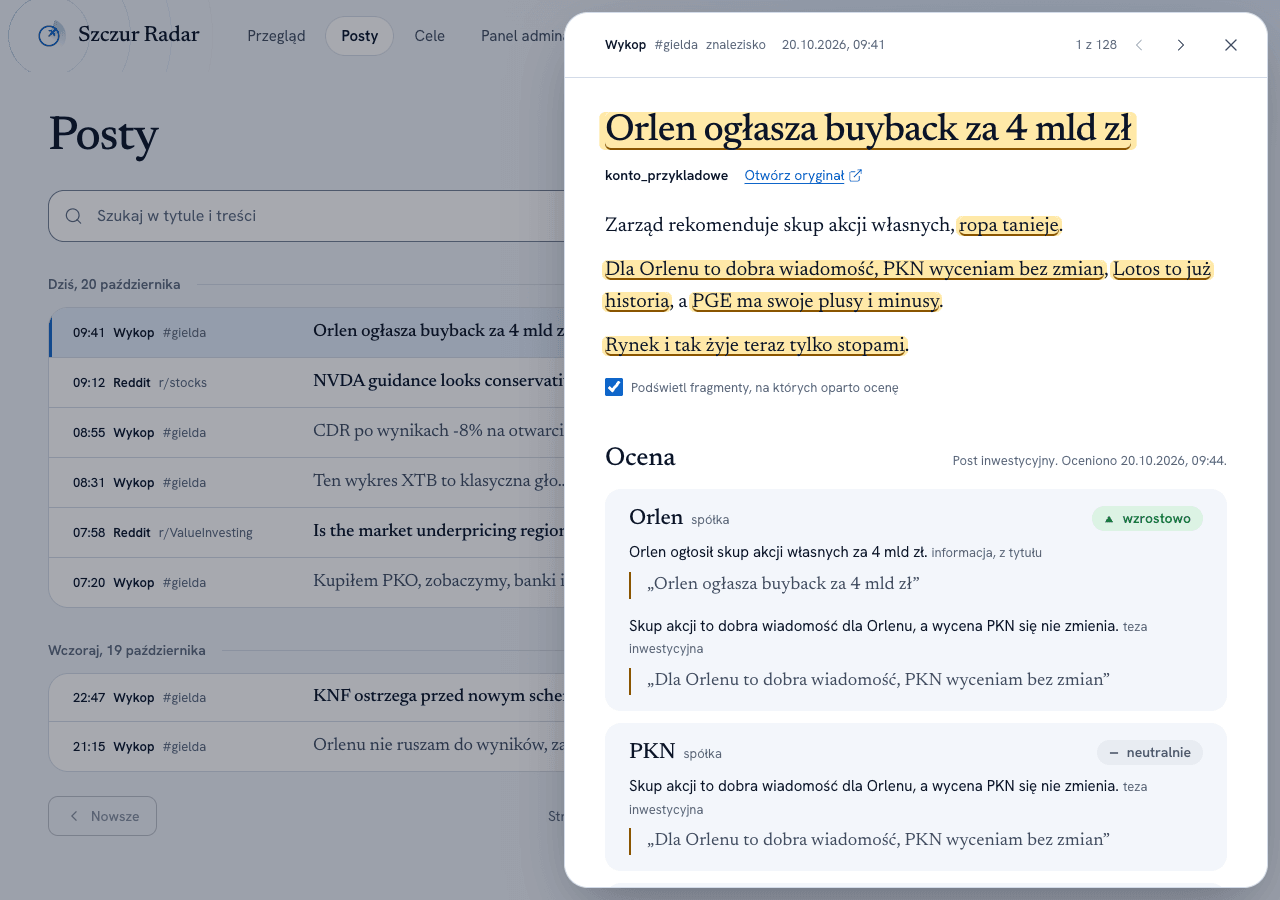 Szczur Radar
Przegląd
Posty
Cele
Panel
Posty
Szukaj w tytule i treści
Dziś, 20 października
09:41 Wykop #gielda Orlen ogłasza buyback za 4 mld
09:12 Reddit r/stocks NVDA guidance looks
08:55 Wykop #gielda CDR po wynikach -8% na
08:31 Wykop #gielda Ten wykres XTB to klasyczna gło...
07:58 Reddit r/ValueInvesting Is the market underpricing
07:20 Wykop #gielda Kupiłem PKO, zobaczymy, banki i
Wczoraj, 19 października
22:47 Wykop #gielda KNF ostrzega przed nowym
21:15 Wykop #gielda Orlenu nie ruszam do wyników,
Nowsze
Wykop #gielda znalezisko 20.10.2026, 09:41
1 z 128
Orlen ogłasza buyback za 4 mld zł
konto_przykladowe Otwórz oryginał
Zarząd rekomenduje skup akcji własnych, ropa tanieje.
Dla Orlenu to dobra wiadomość, PKN wyceniam bez zmian, Lotos to już
historia, a PGE ma swoje plusy i minusy.
Rynek i tak żyje teraz tylko stopami.
Podświetl fragmenty, na których oparto ocenę
Ocena
Post inwestycyjny. Oceniono 20.10.2026, 09:44.
Orlen spółka
▲ wzrostowo
Orlen ogłosił skup akcji własnych za 4 mld zł. informacja, z tytułu
„Orlen ogłasza buyback za 4 mld zł”
Skup akcji to dobra wiadomość dla Orlenu, a wycena PKN się nie zmienia. teza
inwestycyjna
„Dla Orlenu to dobra wiadomość, PKN wyceniam bez zmian”
PKN spółka
– neutralnie
Skup akcji to dobra wiadomość dla Orlenu, a wycena PKN się nie zmienia. teza
inwestycyjna
„Dla Orlenu to dobra wiadomość, PKN wyceniam bez zmian”